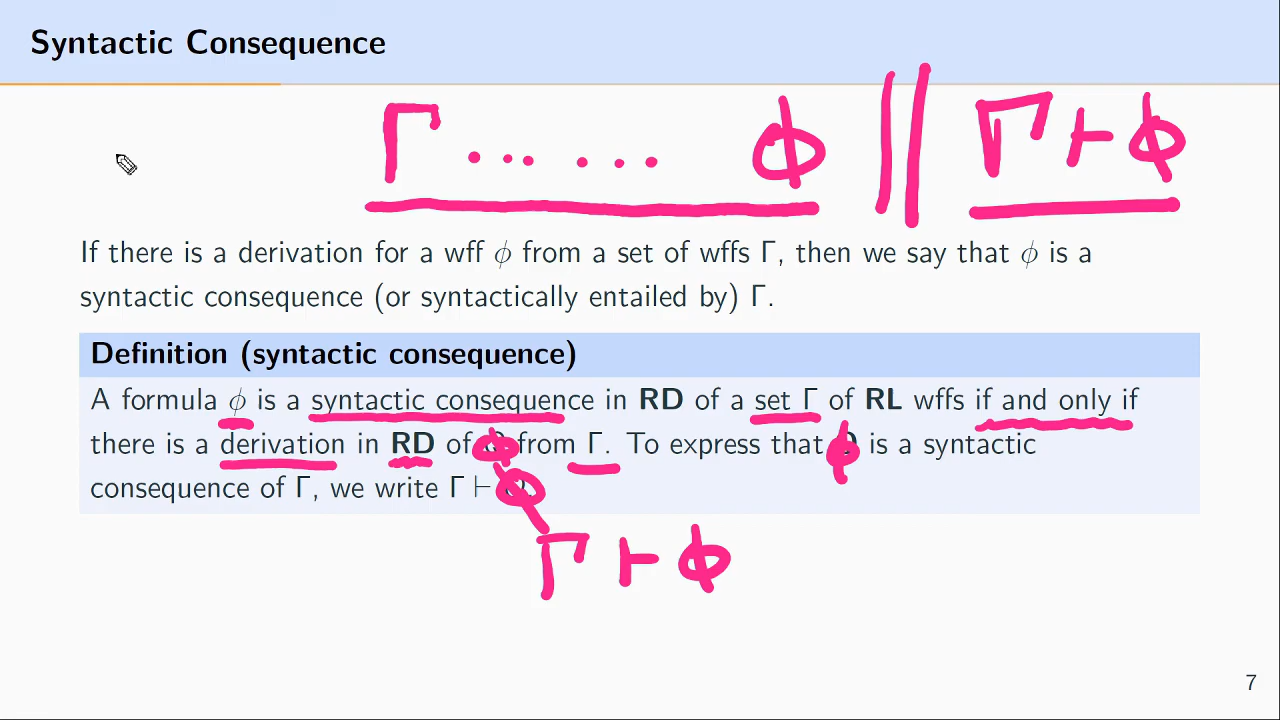 Syntactic Consequence
Γ ... ... ϕ || Γ ⊢ ϕ
If there is a derivation for a wff ϕ from a set of wffs Γ, then we say that ϕ is a
syntactic consequence (or syntactically entailed by) Γ.
Definition (syntactic consequence)
A formula ϕ is a syntactic consequence in RD of a set Γ of RL wffs if and only if
there is a derivation in RD of ϕ from Γ. To express that ϕ is a syntactic
consequence of Γ, we write Γ ⊢ ϕ.
Γ ⊢ ϕ
7